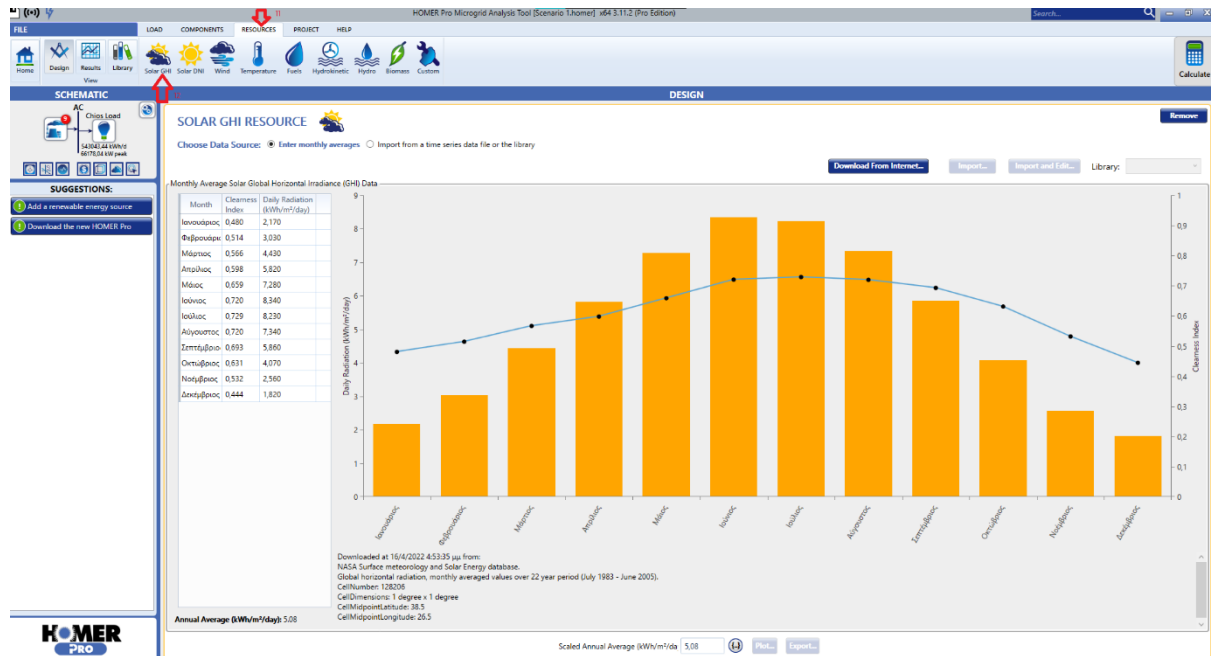 HOMER Pro Microgrid Analysis Tool [Scenario 1.homer] x64 3.11.2 (Pro Edition)
Search...
FILE
LOAD COMPONENTS RESOURCES PROJECT HELP
Home
Design
Results
Library
View
Solar GHI
Solar DNI
Wind
Temperature
Fuels
Hydrokinetic
Hydro
Biomass
Custom
Calculate
SCHEMATIC
DESIGN
AC
Chios Load
9
543043,44 kWh/d
66178,04 kW peak
SUGGESTIONS:
Add a renewable energy source
Download the new HOMER Pro
HOMER
PRO
SOLAR GHI RESOURCE
Remove
Choose Data Source: Enter monthly averages Import from a time series data file or the library
Download From Internet... Import... Import and Edit... Library:
Monthly Average Solar Global Horizontal Irradiance (GHI) Data
Month Clearness Index Daily Radiation (kWh/m²/day)
Ιανουάριος 0,480 2,170
Φεβρουάρι 0,514 3,030
Μάρτιος 0,566 4,430
Απρίλιος 0,598 5,820
Μάιος 0,659 7,280
Ιούνιος 0,720 8,340
Ιούλιος 0,729 8,230
Αύγουστος 0,720 7,340
Σεπτέμβριο 0,693 5,860
Οκτώβριος 0,631 4,070
Νοέμβριος 0,532 2,560
Δεκέμβριος 0,444 1,820
Annual Average (kWh/m²/day): 5.08
Daily Radiation (kWh/m²/day)
9
8
7
6
5
4
3
2
1
0
Clearness Index
1
0,9
0,8
0,7
0,6
0,5
0,4
0,3
0,2
0,1
0
Ιανουάριος
Φεβρουάριος
Μάρτιος
Απρίλιος
Μάιος
Ιούνιος
Ιούλιος
Αύγουστος
Σεπτέμβριος
Οκτώβριος
Νοέμβριος
Δεκέμβριος
Downloaded at 16/4/2022 4:53:35 μμ from:
NASA Surface meteorology and Solar Energy database.
Global horizontal radiation, monthly averaged values over 22 year period (July 1983 - June 2005).
CellNumber: 128206
CellDimensions: 1 degree x 1 degree
CellMidpointLatitude: 38.5
CellMidpointLongitude: 26.5
Scaled Annual Average (kWh/m²/da 5,08 Plot... Export...